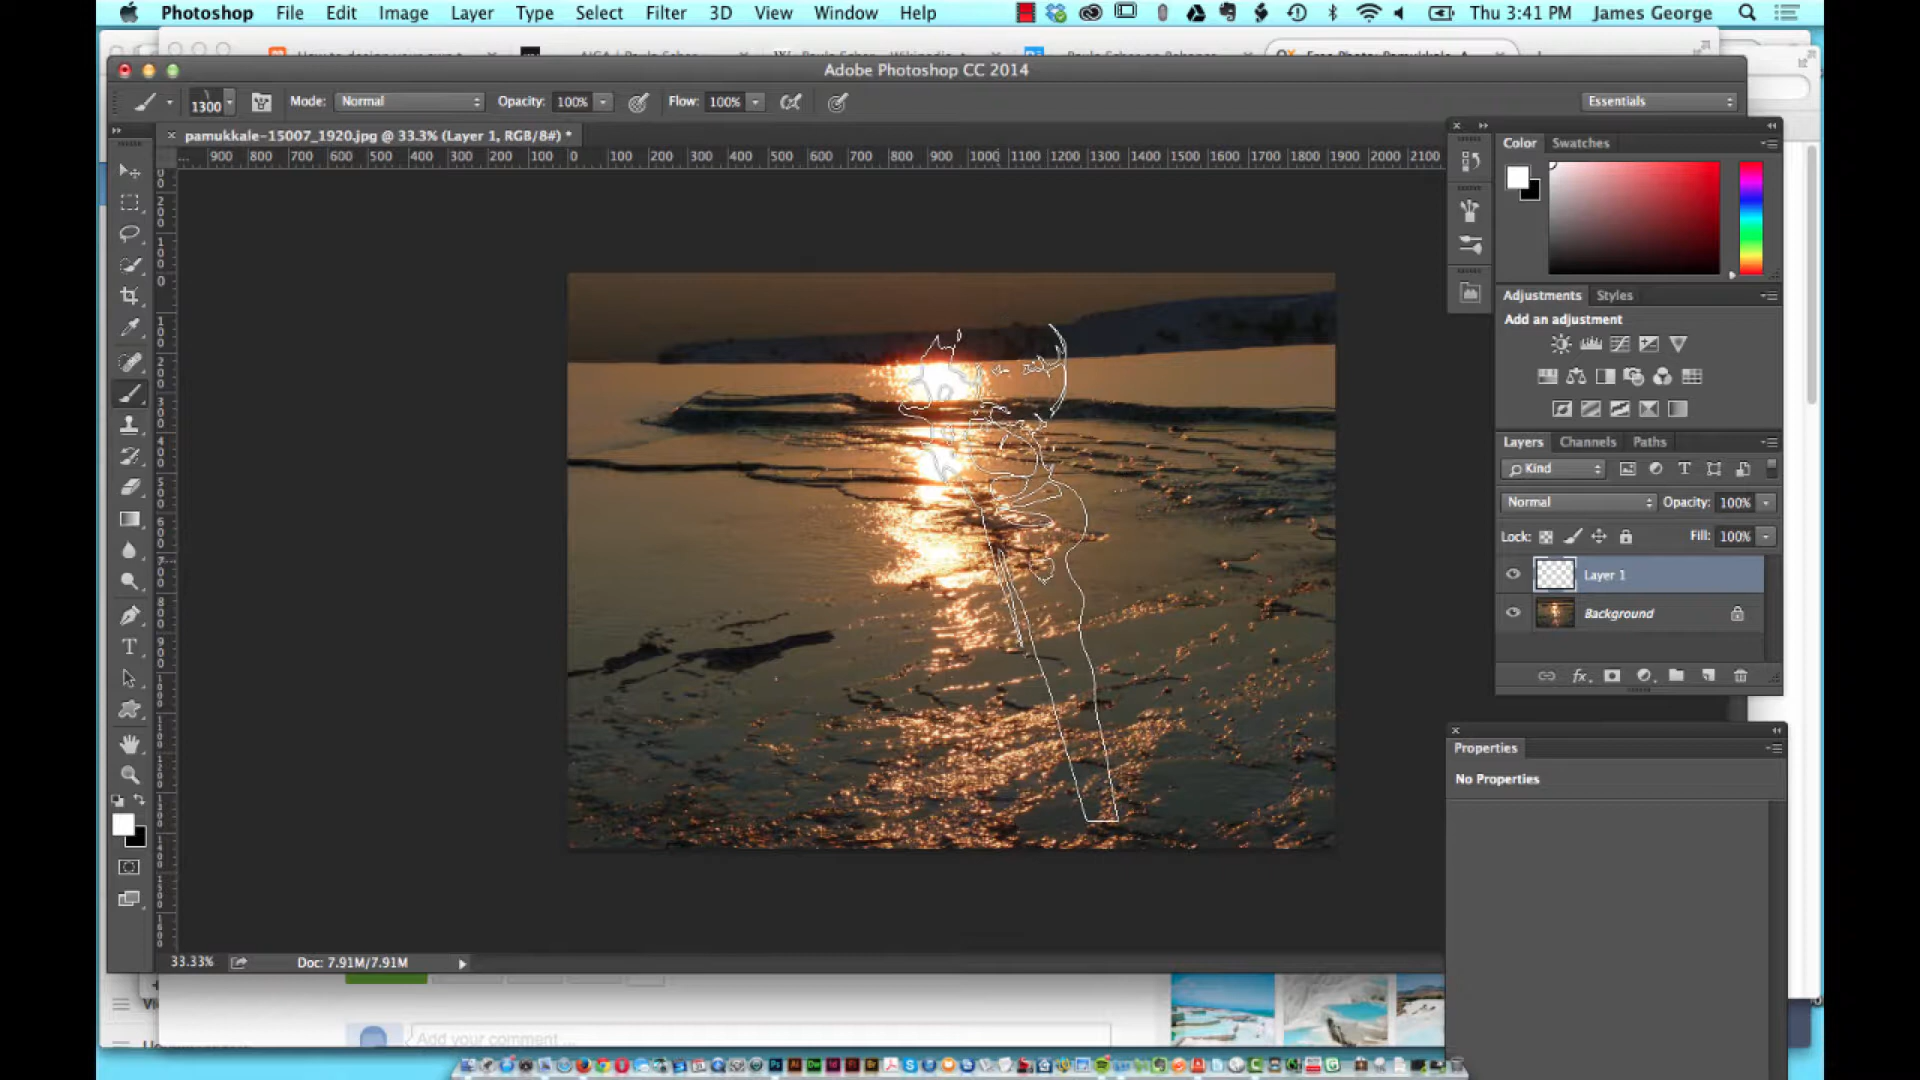 Photoshop File Edit Image Layer Type Select Filter 3D View Window Help Thu 3:41 PM James George
Adobe Photoshop CC 2014
1300 Mode: Normal Opacity: 100% Flow: 100% Essentials
pamukkale-15007_1920.jpg @ 33.3% (Layer 1, RGB/8#) *
900 800 700 600 500 400 300 200 100 0 100 200 300 400 500 600 700 800 900 1000 1100 1200 1300 1400 1500 1600 1700 1800 1900 2000 2100
Color Swatches
Adjustments Styles
Add an adjustment
Layers Channels Paths
Kind
Normal Opacity: 100%
Lock: Fill: 100%
Layer 1
Background
Properties
No Properties
33.33% Doc: 7.91M/7.91M
Add your comment ...